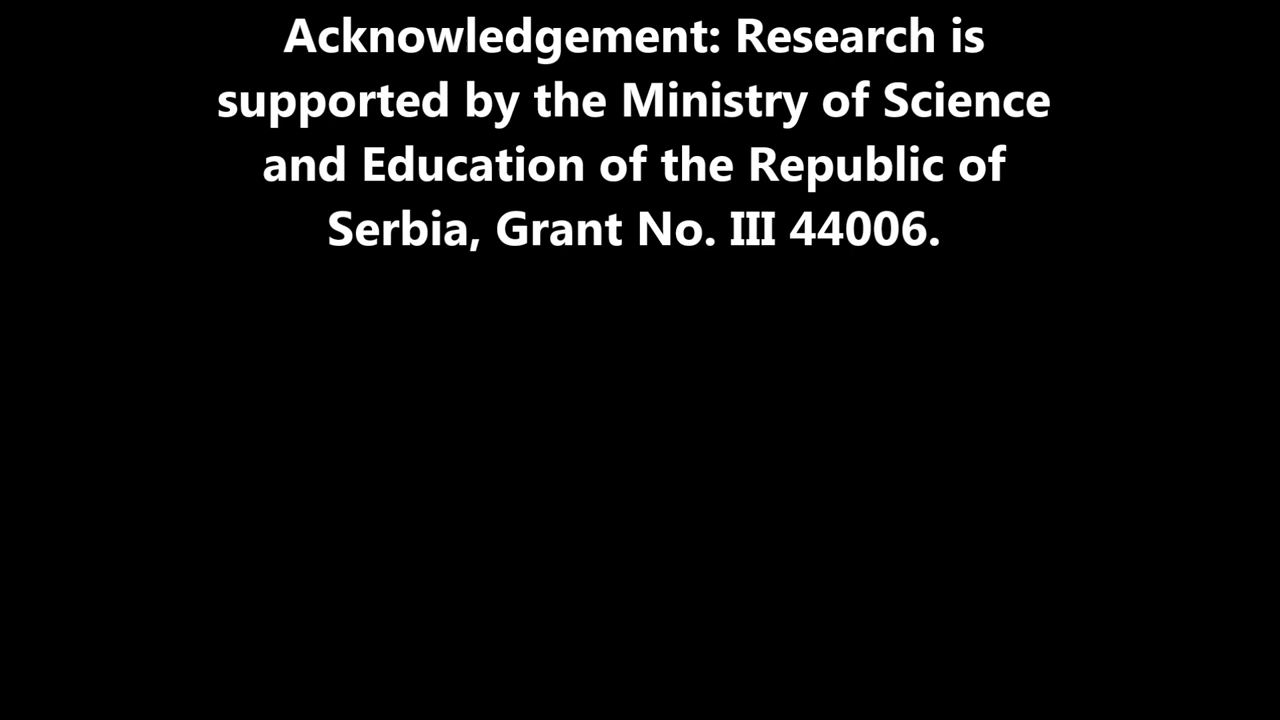 Acknowledgement: Research is
supported by the Ministry of Science
and Education of the Republic of
Serbia, Grant No. III 44006.